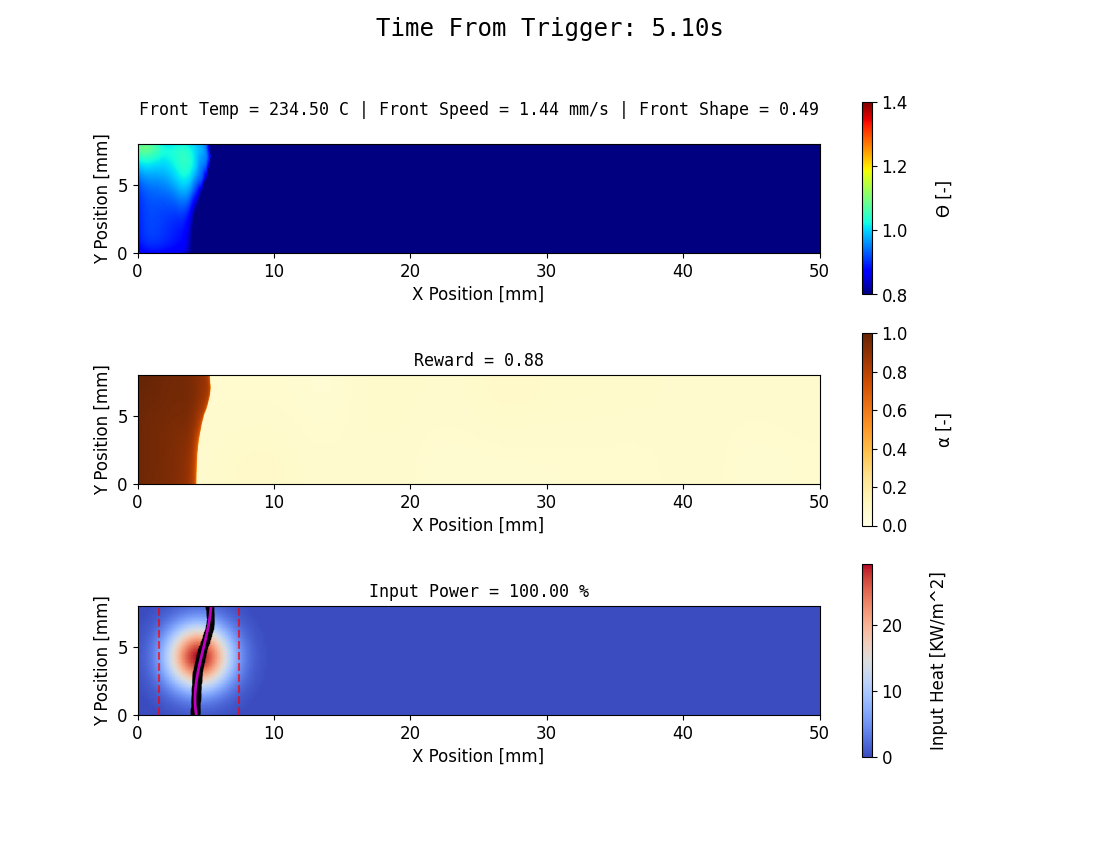 Time From Trigger: 5.10s
Front Temp = 234.50 C | Front Speed = 1.44 mm/s | Front Shape = 0.49
Y Position [mm]
5
0
0 10 20 30 40 50
X Position [mm]
1.4
1.2
1.0
0.8
Θ [-]
Reward = 0.88
Y Position [mm]
5
0
0 10 20 30 40 50
X Position [mm]
1.0
0.8
0.6
0.4
0.2
0.0
α [-]
Input Power = 100.00 %
Y Position [mm]
5
0
0 10 20 30 40 50
X Position [mm]
20
10
0
Input Heat [KW/m^2]